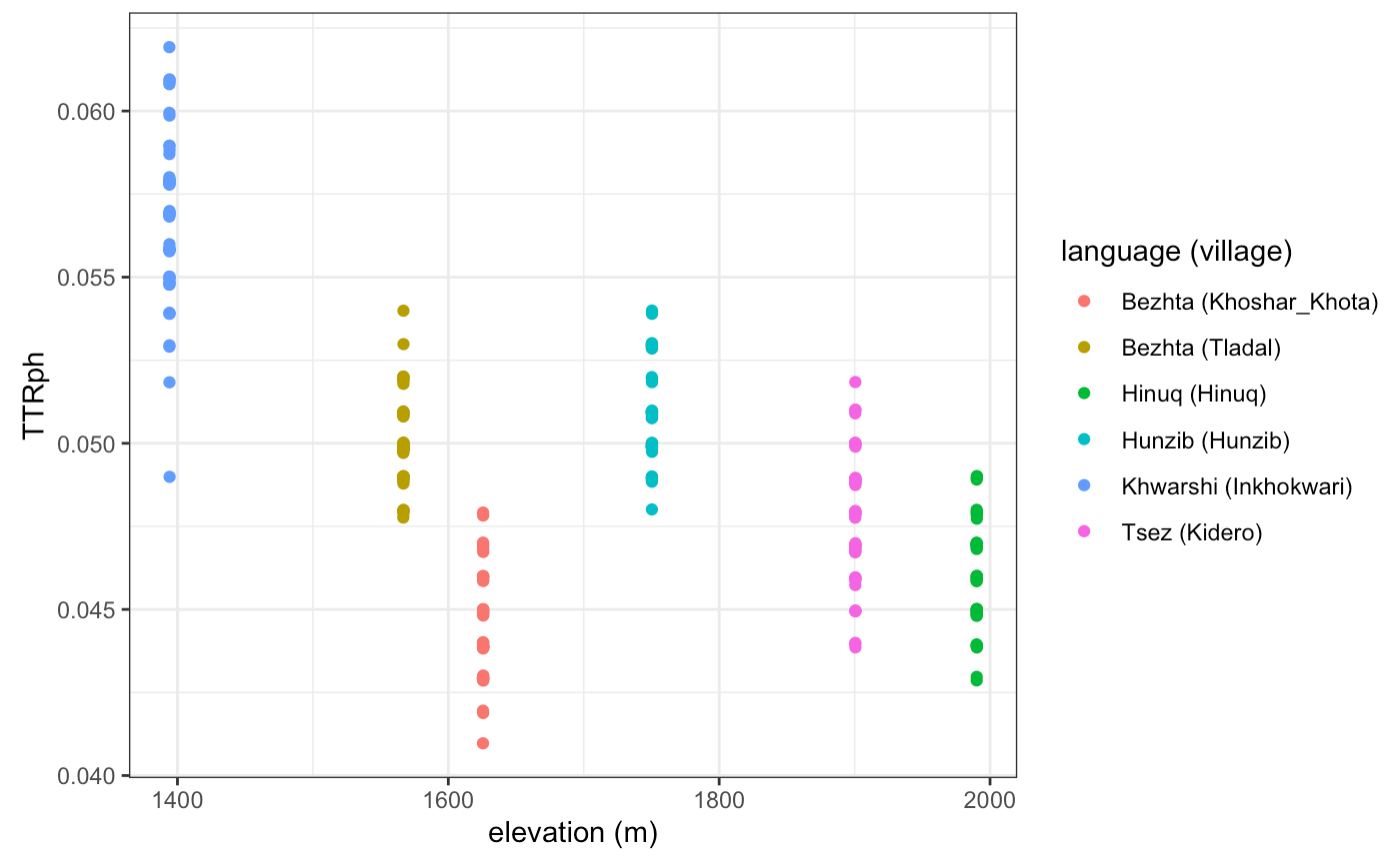 0.060
0.055
0.050
0.045
0.040
TTRph
1400
1600
1800
2000
elevation (m)
language (village)
Bezhta (Khoshar_Khota)
Bezhta (Tladal)
Hinuq (Hinuq)
Hunzib (Hunzib)
Khwarshi (Inkhokwari)
Tsez (Kidero)